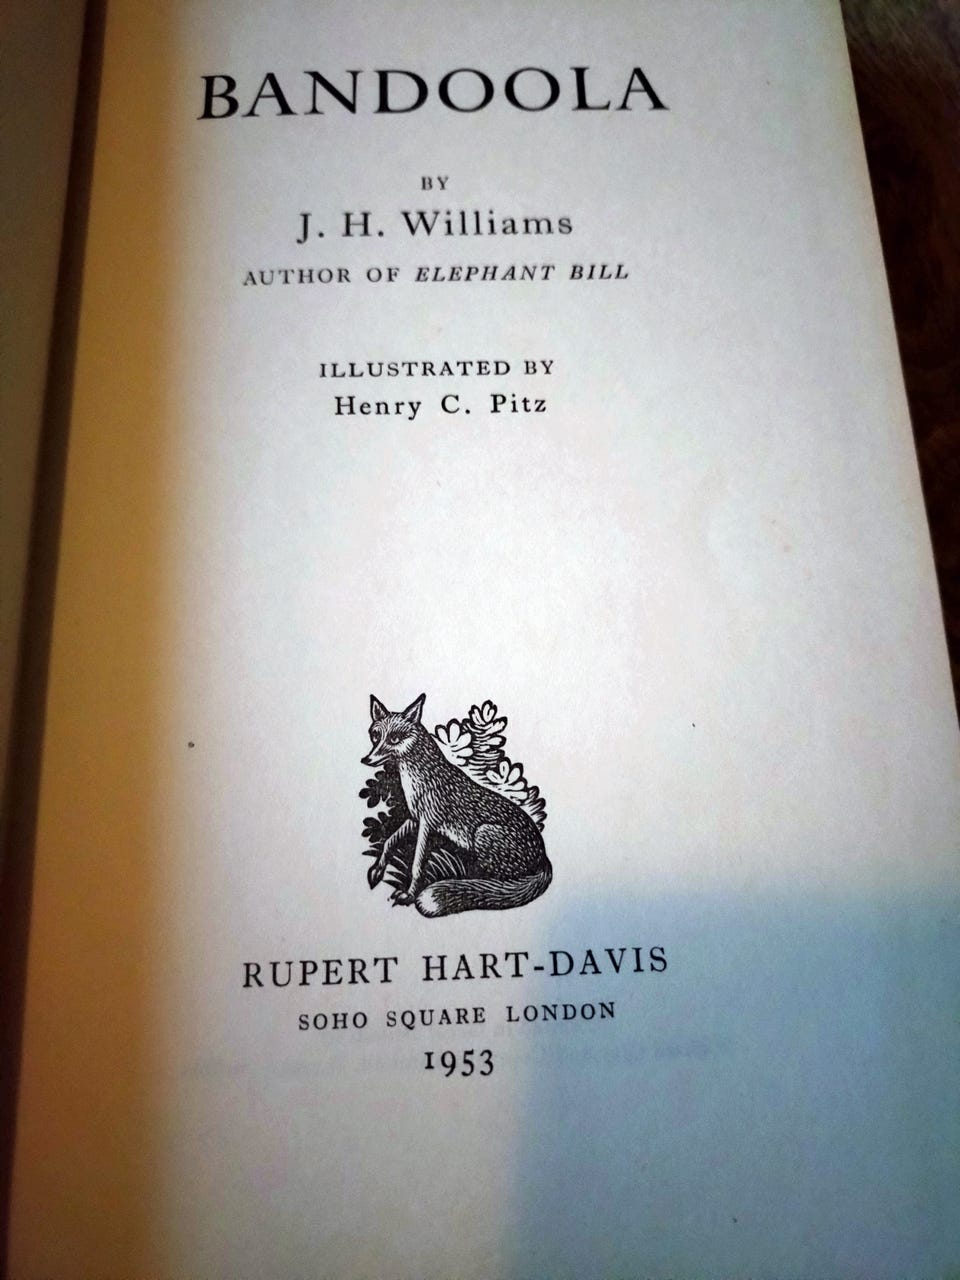 BANDOOLA
BY
J. H. Williams
AUTHOR OF ELEPHANT BILL
ILLUSTRATED BY
Henry C. Pitz
RUPERT HART-DAVIS
SOHO SQUARE LONDON
1953